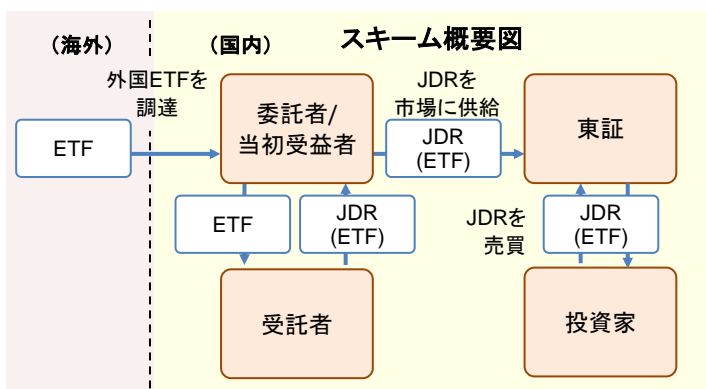 スキーム概要図
（海外）
（国内）
外国ETFを
調達
JDRを
市場に供給
ETF
委託者/
当初受益者
JDR
(ETF)
東証
ETF
JDR
(ETF)
JDRを
売買
JDR
(ETF)
受託者
投資家